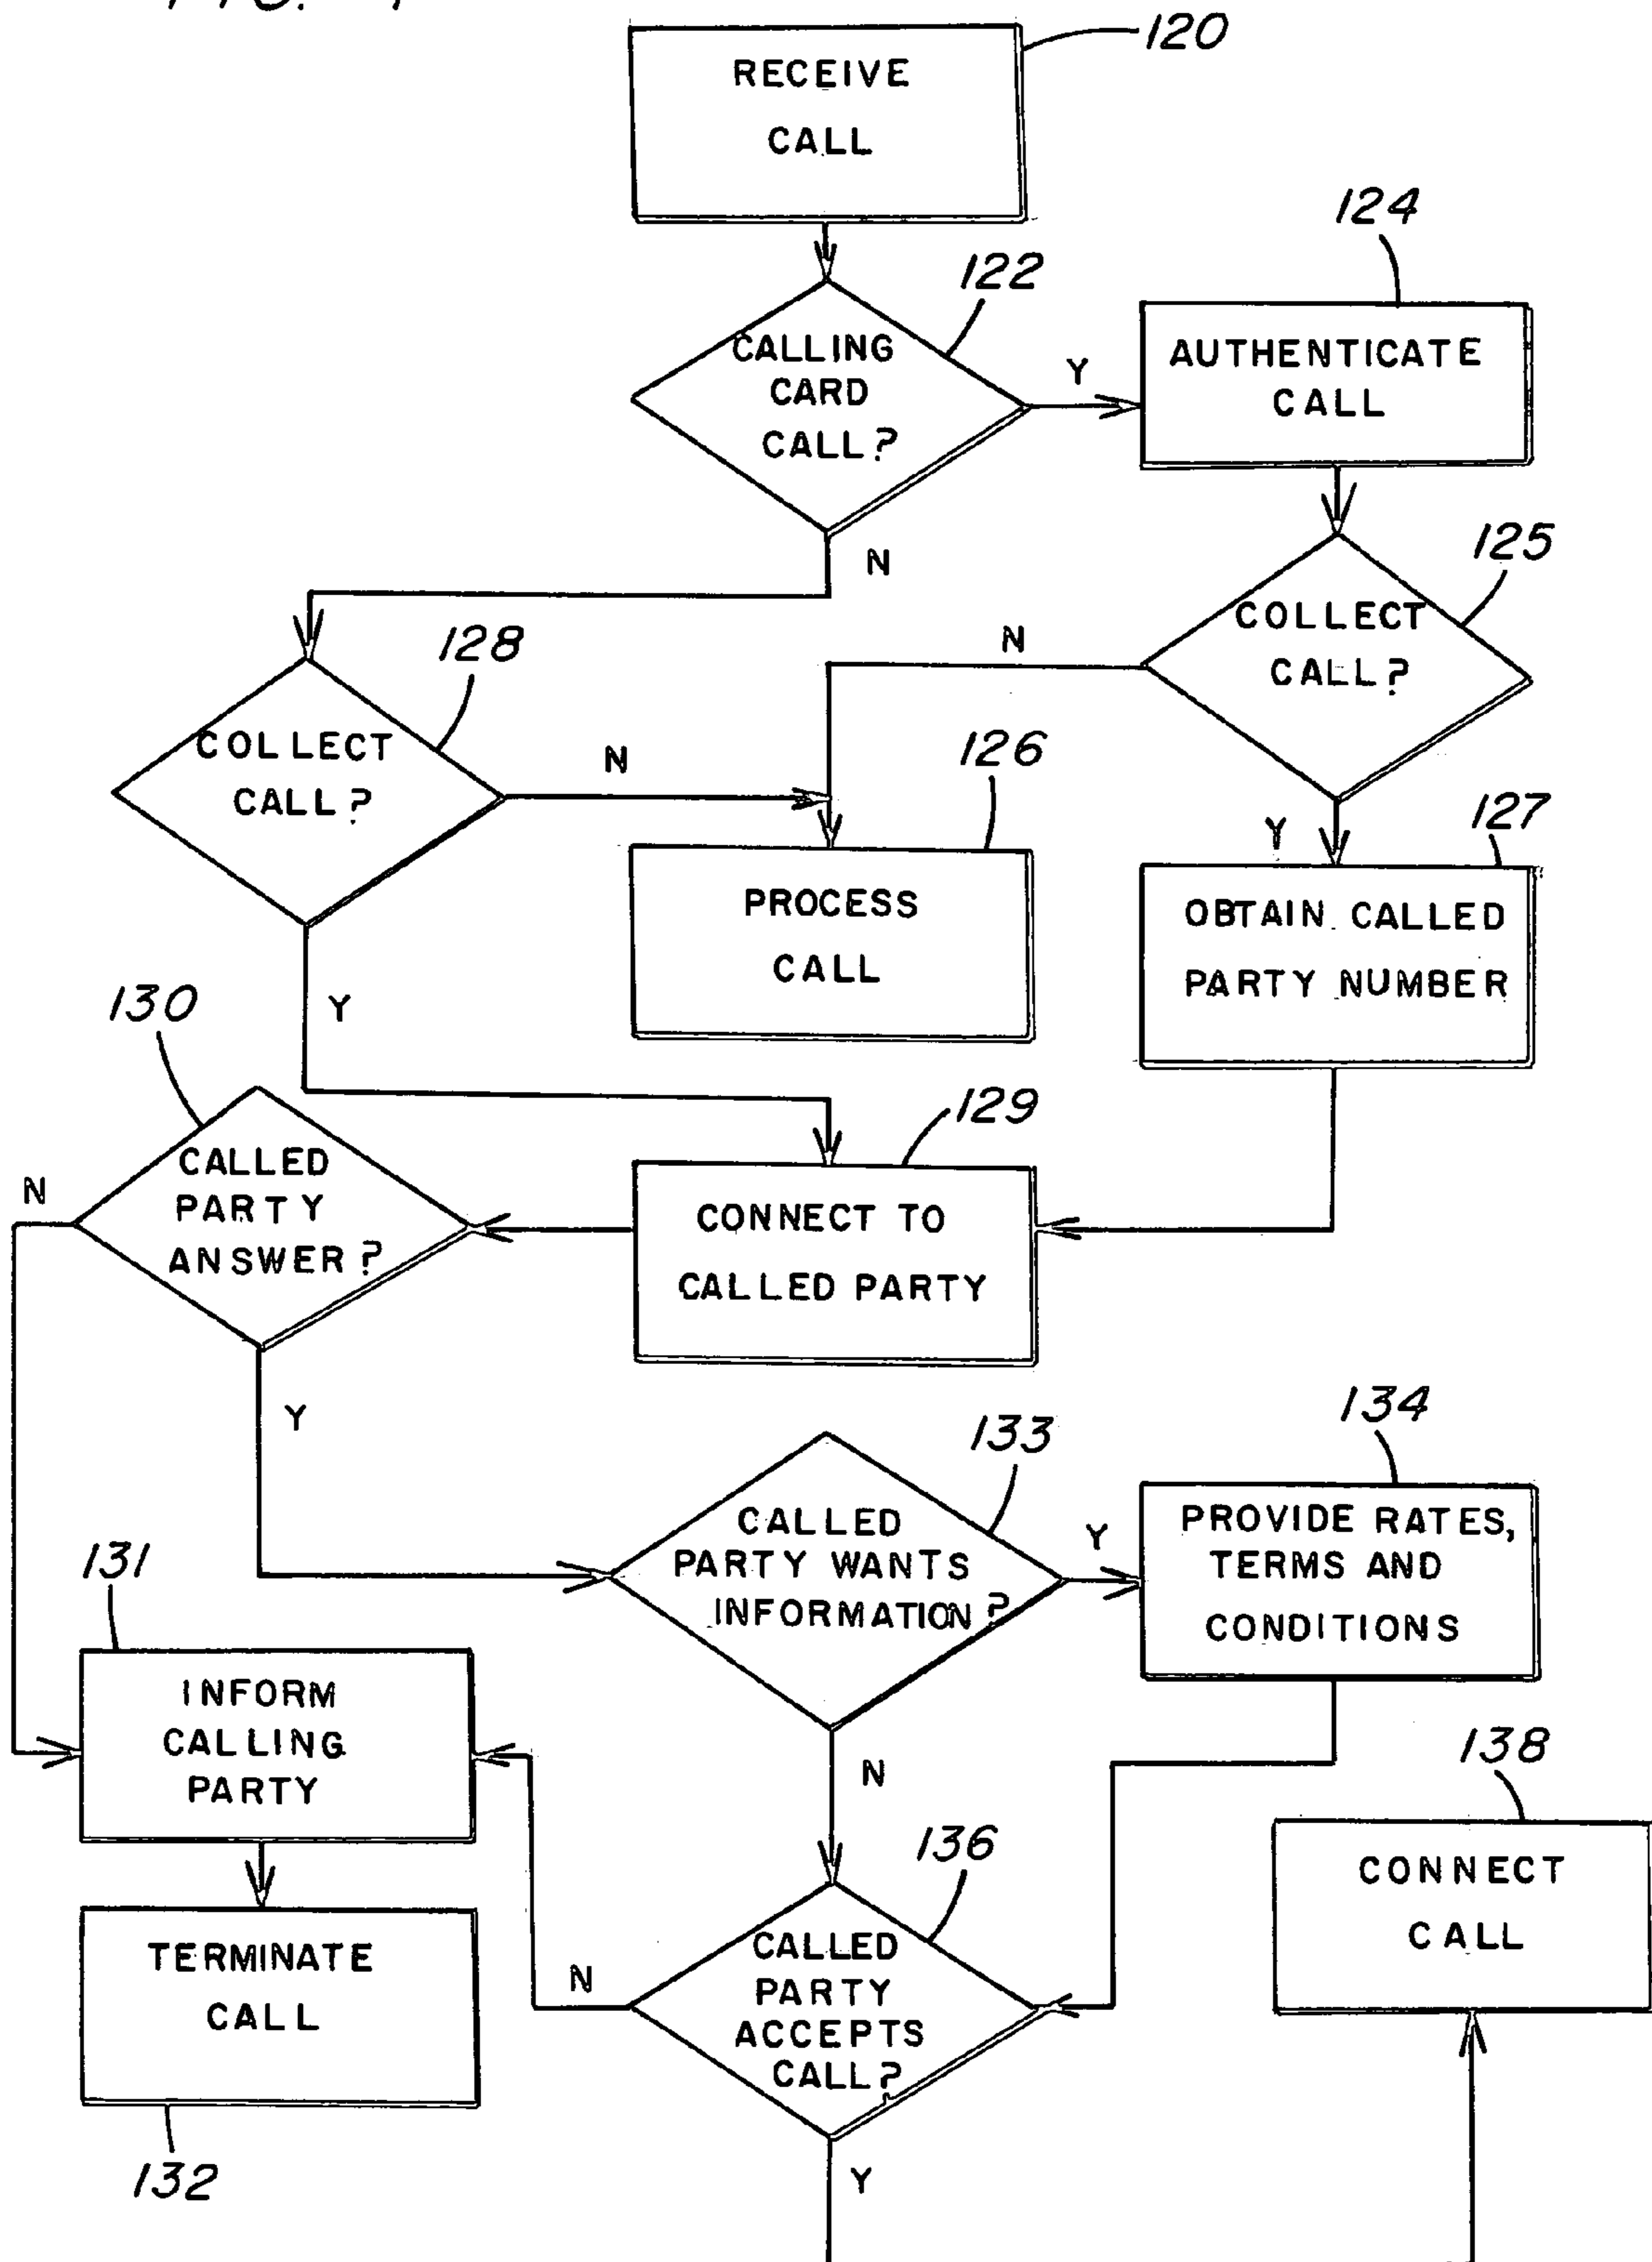 120
RECEIVE
CALL
124
122
CALLING
CARD
CALL?
Y
AUTHENTICATE
CALL
N
125
COLLECT
CALL?
N
128
COLLECT
CALL?
N
126
127
Y
PROCESS
CALL
OBTAIN CALLED
PARTY NUMBER
130
Y
129
CALLED
PARTY
ANSWER?
N
CONNECT TO
CALLED PARTY
Y
134
133
CALLED
PARTY WANTS
INFORMATION?
Y
PROVIDE RATES,
TERMS AND
CONDITIONS
131
INFORM
CALLING
PARTY
N
138
136
CONNECT
CALL
CALLED
PARTY
ACCEPTS
CALL?
N
TERMINATE
CALL
132
Y